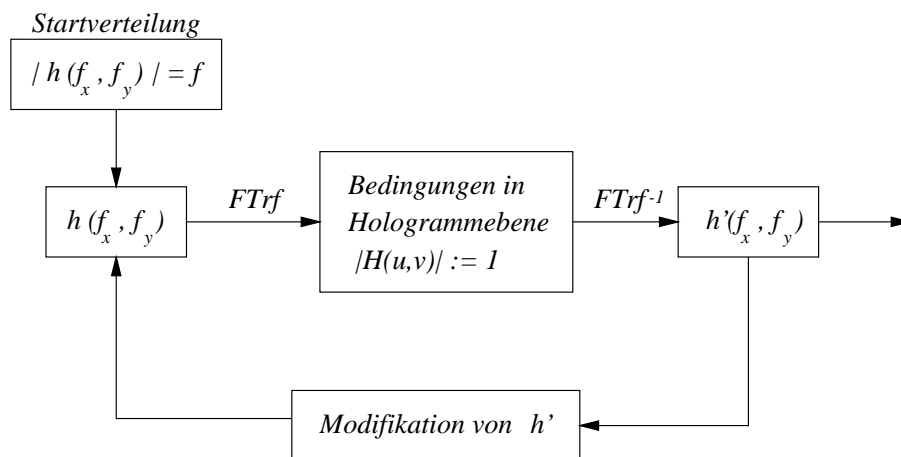 Startverteilung
| h (f_x , f_y ) | = f
h (f_x , f_y )
FTrf
Bedingungen in
Hologrammebene
|H(u,v)| := 1
FTrf^-1
h’(f_x , f_y )
Modifikation von h’